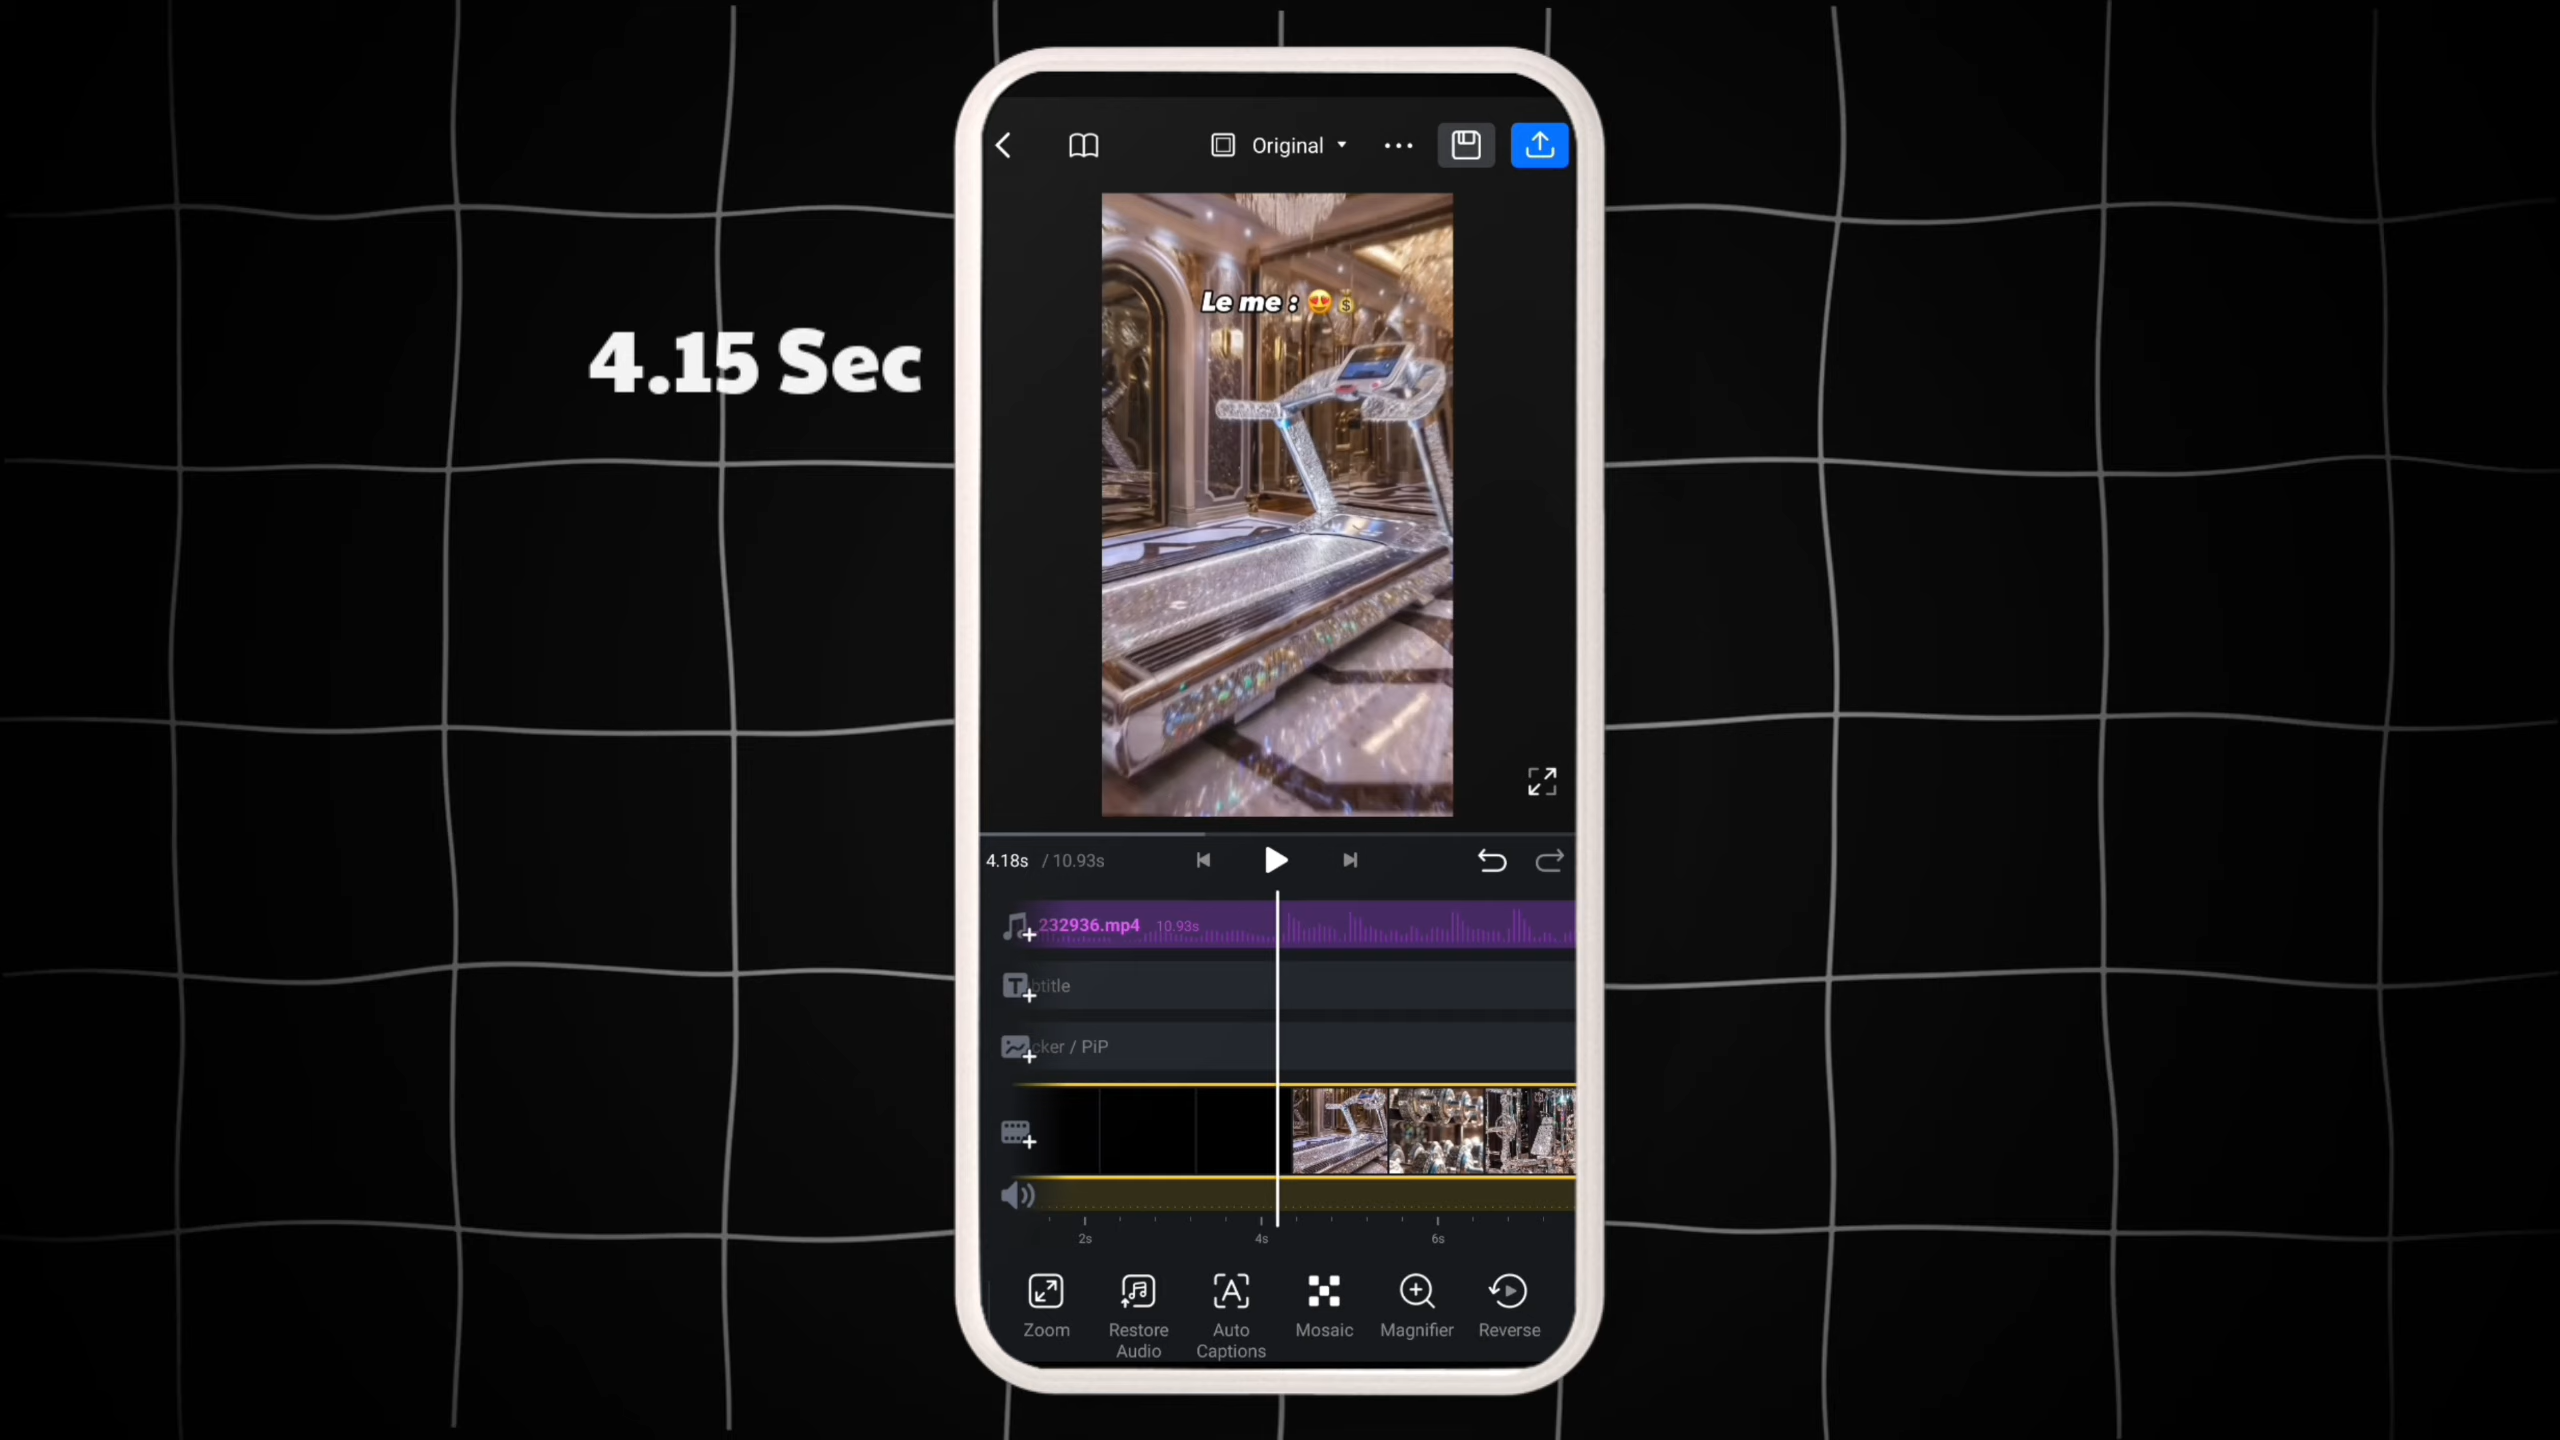 Original
Le me : 😍💰
4.15 Sec
4.18s / 10.93s
232936.mp4 10.93s
btitle
cker / PiP
2s 4s 6s
Zoom
Restore Audio
Auto Captions
Mosaic
Magnifier
Reverse